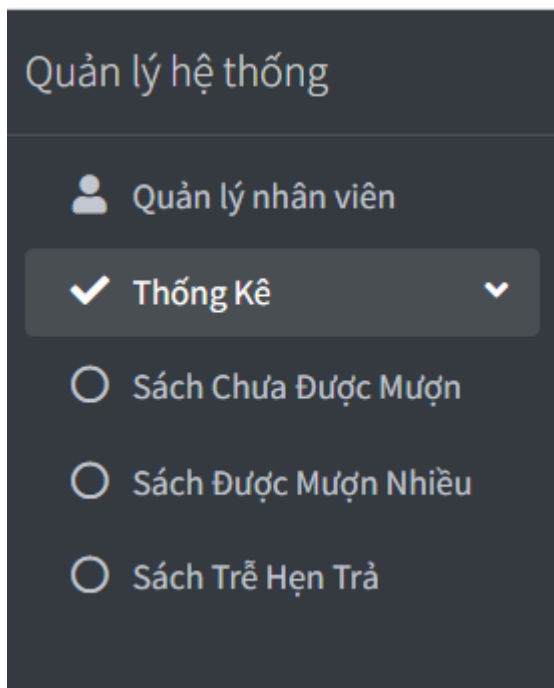 Quản lý hệ thống
Quản lý nhân viên
Thống Kê
Sách Chưa Được Mượn
Sách Được Mượn Nhiều
Sách Trễ Hẹn Trả